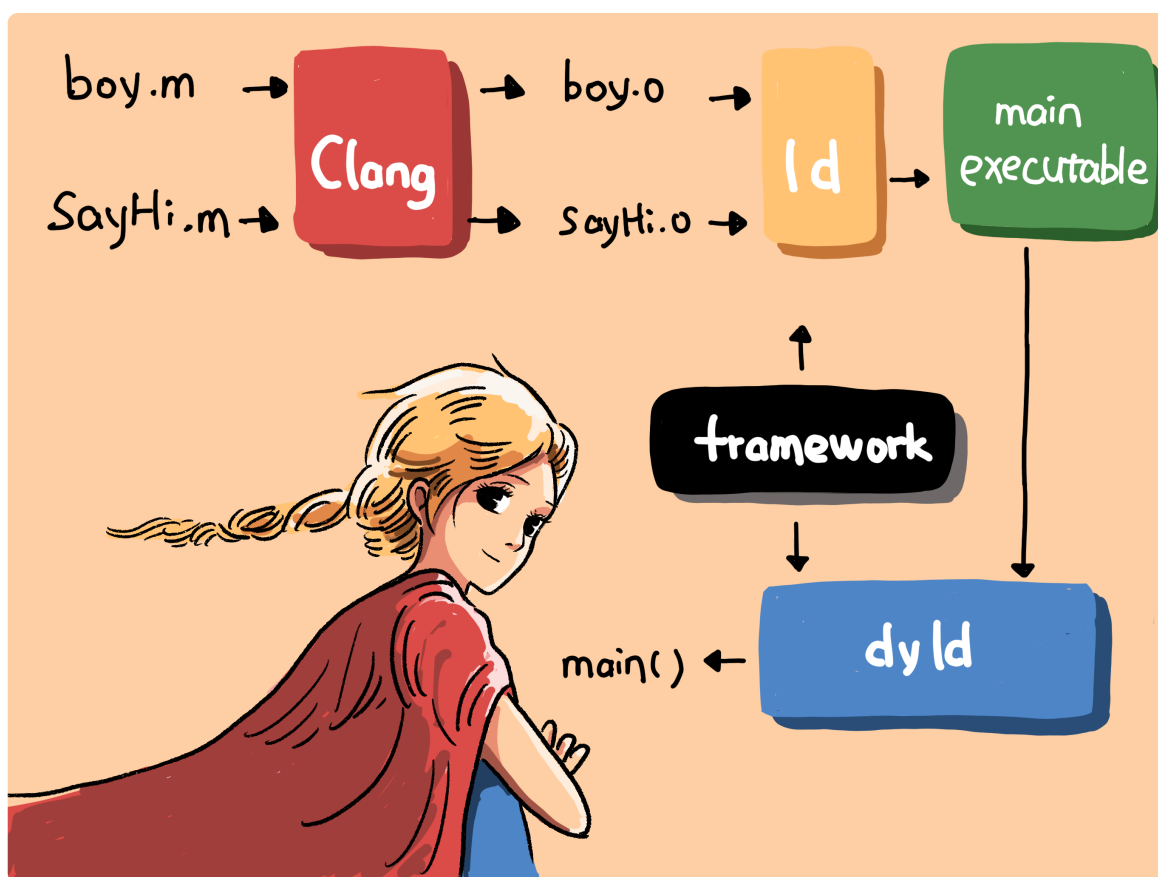 boy.m
Clang
boy.o
ld
main
executable
SayHi.m
sayHi.o
framework
dyld
main()